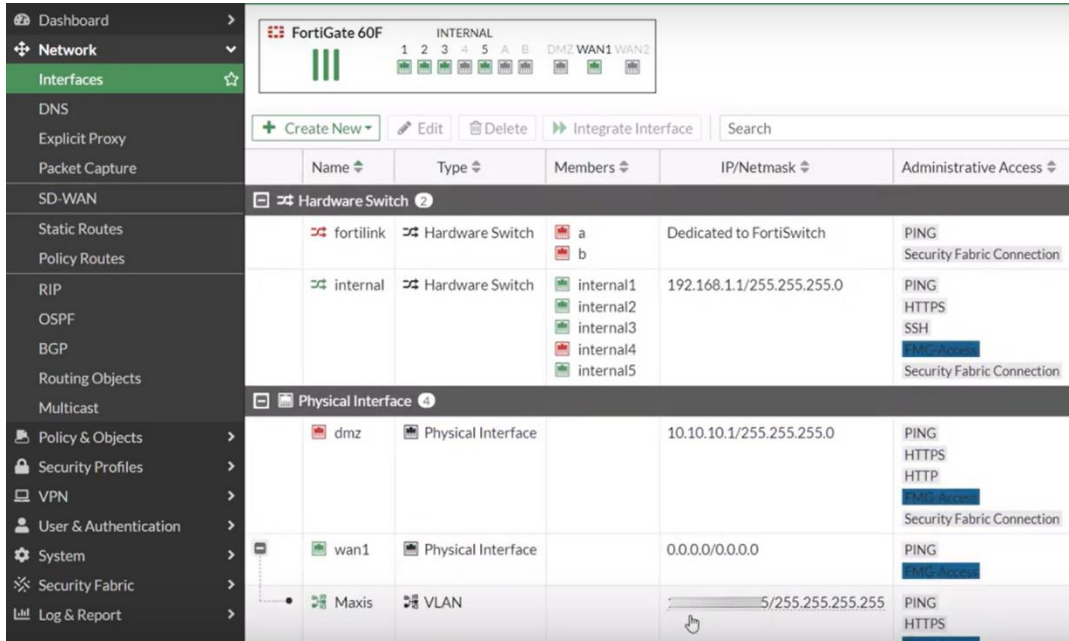 Dashboard
Network
Interfaces
DNS
Explicit Proxy
Packet Capture
SD-WAN
Static Routes
Policy Routes
RIP
OSPF
BGP
Routing Objects
Multicast
Policy & Objects
Security Profiles
VPN
User & Authentication
System
Security Fabric
Log & Report
FortiGate 60F INTERNAL
1 2 3 4 5 A B DMZ WAN1 WAN2
Create New Edit Delete Integrate Interface Search
Name Type Members IP/Netmask Administrative Access
Hardware Switch 2
fortilink Hardware Switch a Dedicated to FortiSwitch PING
b Security Fabric Connection
internal Hardware Switch internal1 192.168.1.1/255.255.255.0 PING
internal2 HTTPS
internal3 SSH
internal4 FMG-Access
internal5 Security Fabric Connection
Physical Interface 4
dmz Physical Interface 10.10.10.1/255.255.255.0 PING
HTTPS
HTTP
FMG-Access
Security Fabric Connection
wan1 Physical Interface 0.0.0.0/0.0.0.0 PING
FMG-Access
Maxis VLAN 5/255.255.255.255 PING
HTTPS